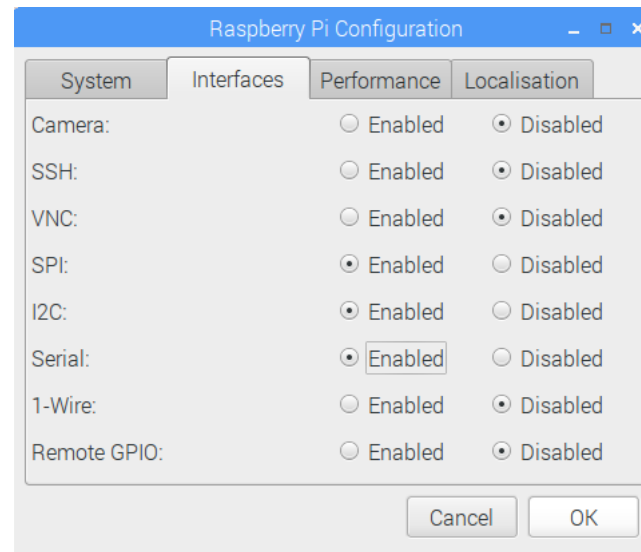 Raspberry Pi Configuration
System Interfaces Performance Localisation
Camera: Enabled Disabled
SSH: Enabled Disabled
VNC: Enabled Disabled
SPI: Enabled Disabled
I2C: Enabled Disabled
Serial: Enabled Disabled
1-Wire: Enabled Disabled
Remote GPIO: Enabled Disabled
Cancel OK